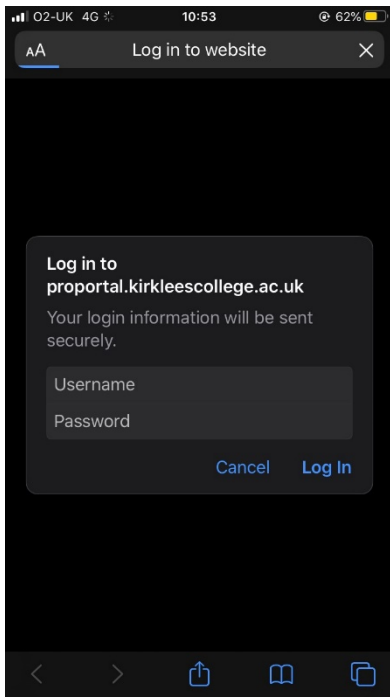 O2-UK 4G 10:53 62%
AA Log in to website
Log in to
proportal.kirkleescollege.ac.uk
Your login information will be sent
securely.
Username
Password
Cancel Log In